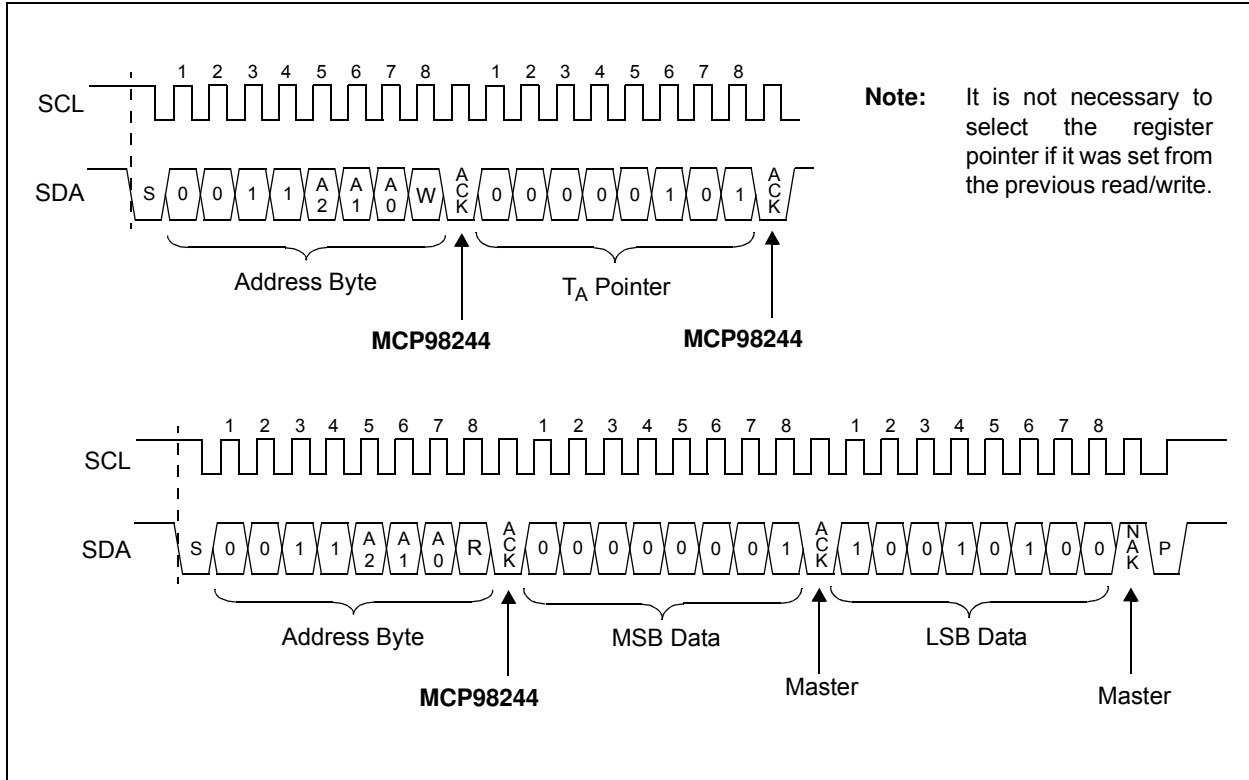 1 2 3 4 5 6 7 8 1 2 3 4 5 6 7 8
SCL
SDA
S 0 0 1 1 A2 A1 A0 W ACK 0 0 0 0 0 1 0 1 ACK
Address Byte
TA Pointer
MCP98244
MCP98244
Note: It is not necessary to
select the register
pointer if it was set from
the previous read/write.
1 2 3 4 5 6 7 8 1 2 3 4 5 6 7 8 1 2 3 4 5 6 7 8
SCL
SDA
S 0 0 1 1 A2 A1 A0 R ACK 0 0 0 0 0 0 0 1 ACK 1 0 0 1 0 1 0 0 NAK P
Address Byte
MSB Data
LSB Data
MCP98244
Master
Master